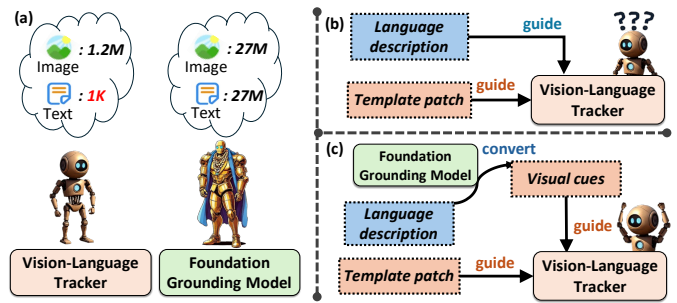 (a)
: 1.2M
Image
: 1K
Text
: 27M
Image
: 27M
Text
Vision-Language
Tracker
Foundation
Grounding Model
(b)
Language
description
guide
???
Template patch
guide
Vision-Language
Tracker
(c)
Foundation
Grounding Model
convert
Visual cues
Language
description
guide
Template patch
guide
Vision-Language
Tracker